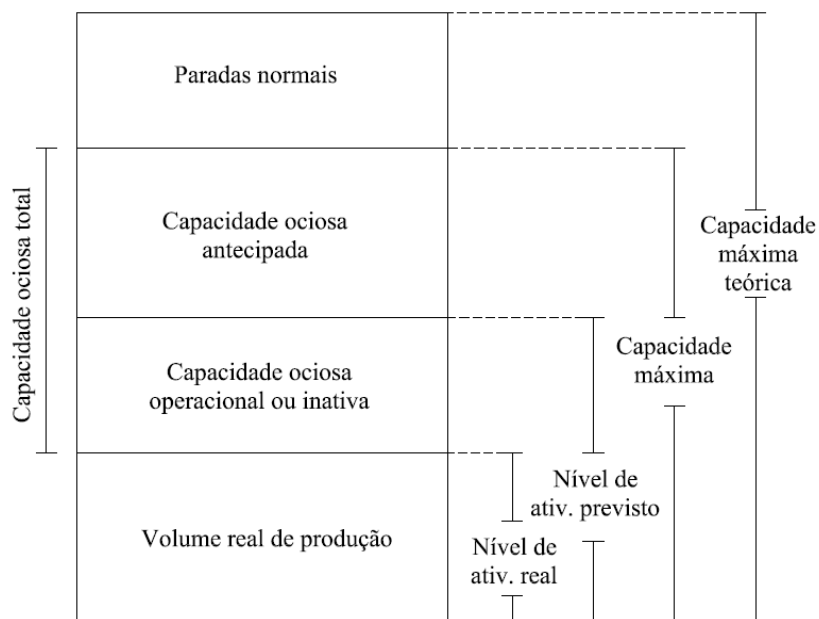 Paradas normais
Capacidade ociosa total
Capacidade ociosa
antecipada
Capacidade
máxima
teórica
Capacidade ociosa
operacional ou inativa
Capacidade
máxima
Volume real de produção
Nível de
ativ. previsto
Nível de
ativ. real